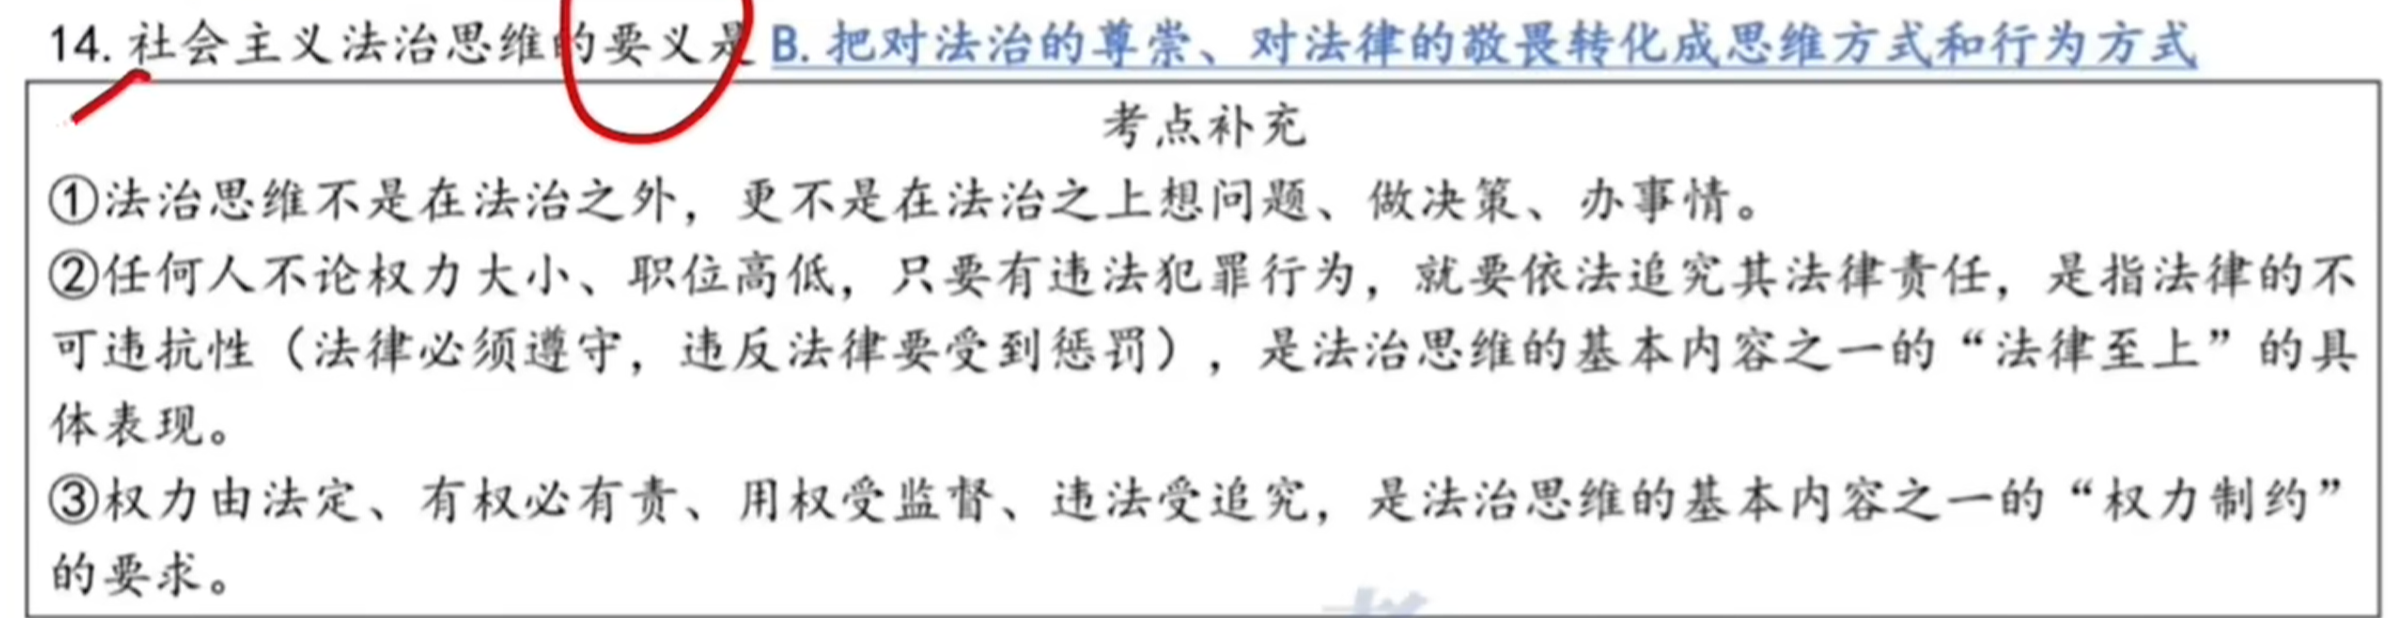 14. 社会主义法治思维的要义是 B. 把对法治的尊崇、对法律的敬畏转化成思维方式和行为方式
考点补充
①法治思维不是在法治之外，更不是在法治之上想问题、做决策、办事情。
②任何人不论权力大小、职位高低，只要有违法犯罪行为，就要依法追究其法律责任，是指法律的不
可违抗性（法律必须遵守，违反法律要受到惩罚），是法治思维的基本内容之一的“法律至上”的具
体表现。
③权力由法定、有权必有责、用权受监督、违法受追究，是法治思维的基本内容之一的“权力制约”
的要求。